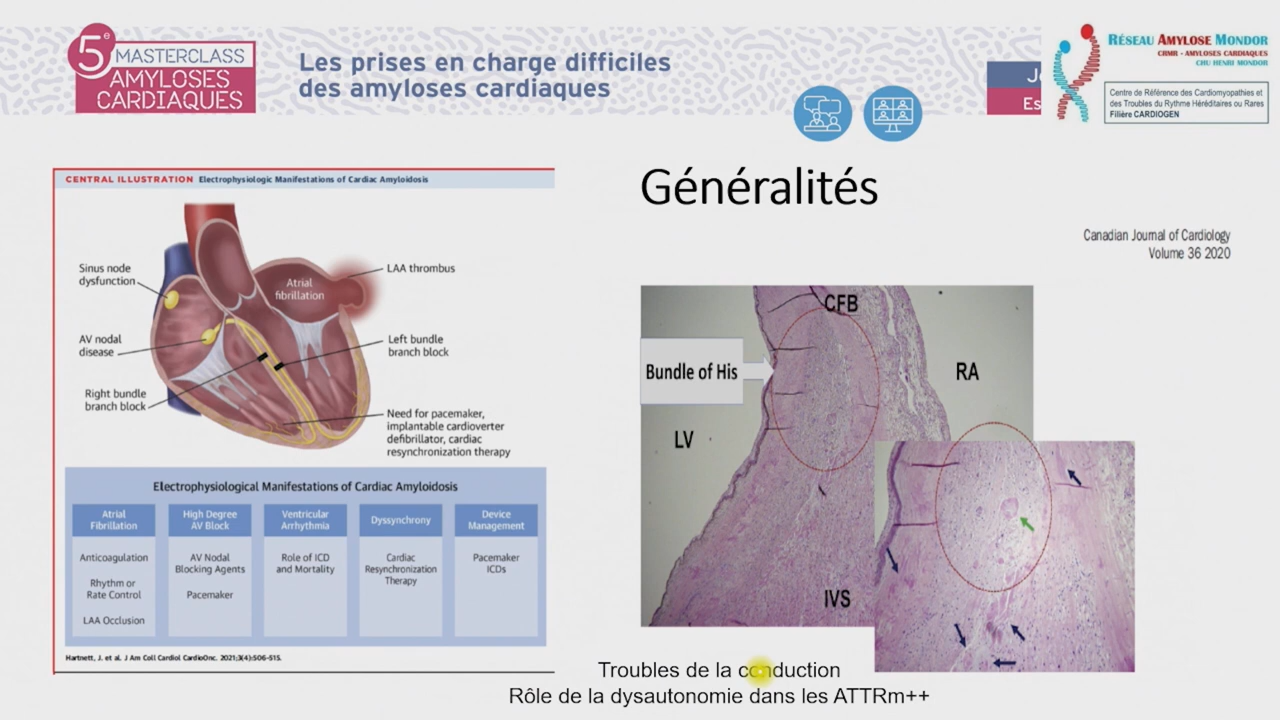 5e MASTERCLASS
AMYLOSES
CARDIAQUES
Les prises en charge difficiles
des amyloses cardiaques
RÉSEAU AMYLOSE MONDOR
CRMR - AMYLOSES CARDIAQUES
CHU HENRI MONDOR
Centre de Référence des Cardiomyopathies et
des Troubles du Rythme Héréditaires ou Rares
Filière CARDIOGEN
CENTRAL ILLUSTRATION Electrophysiologic Manifestations of Cardiac Amyloidosis
Sinus node
dysfunction
AV nodal
disease
Right bundle
branch block
Atrial
fibrillation
LAA thrombus
Left bundle
branch block
Need for pacemaker,
implantable cardioverter
defibrillator, cardiac
resynchronization therapy
Electrophysiological Manifestations of Cardiac Amyloidosis
Atrial
Fibrillation
Anticoagulation
Rhythm or
Rate Control
LAA Occlusion
High Degree
AV Block
AV Nodal
Blocking Agents
Pacemaker
Ventricular
Arrhythmia
Role of ICD
and Mortality
Dyssynchrony
Cardiac
Resynchronization
Therapy
Device
Management
Pacemaker
ICDs
Hartnett, J. et al. J Am Coll Cardiol CardioOnc. 2021;3(4):506-515.
Généralités
Canadian Journal of Cardiology
Volume 36 2020
CFB
Bundle of His
RA
LV
IVS
Troubles de la conduction
Rôle de la dysautonomie dans les ATTRm++